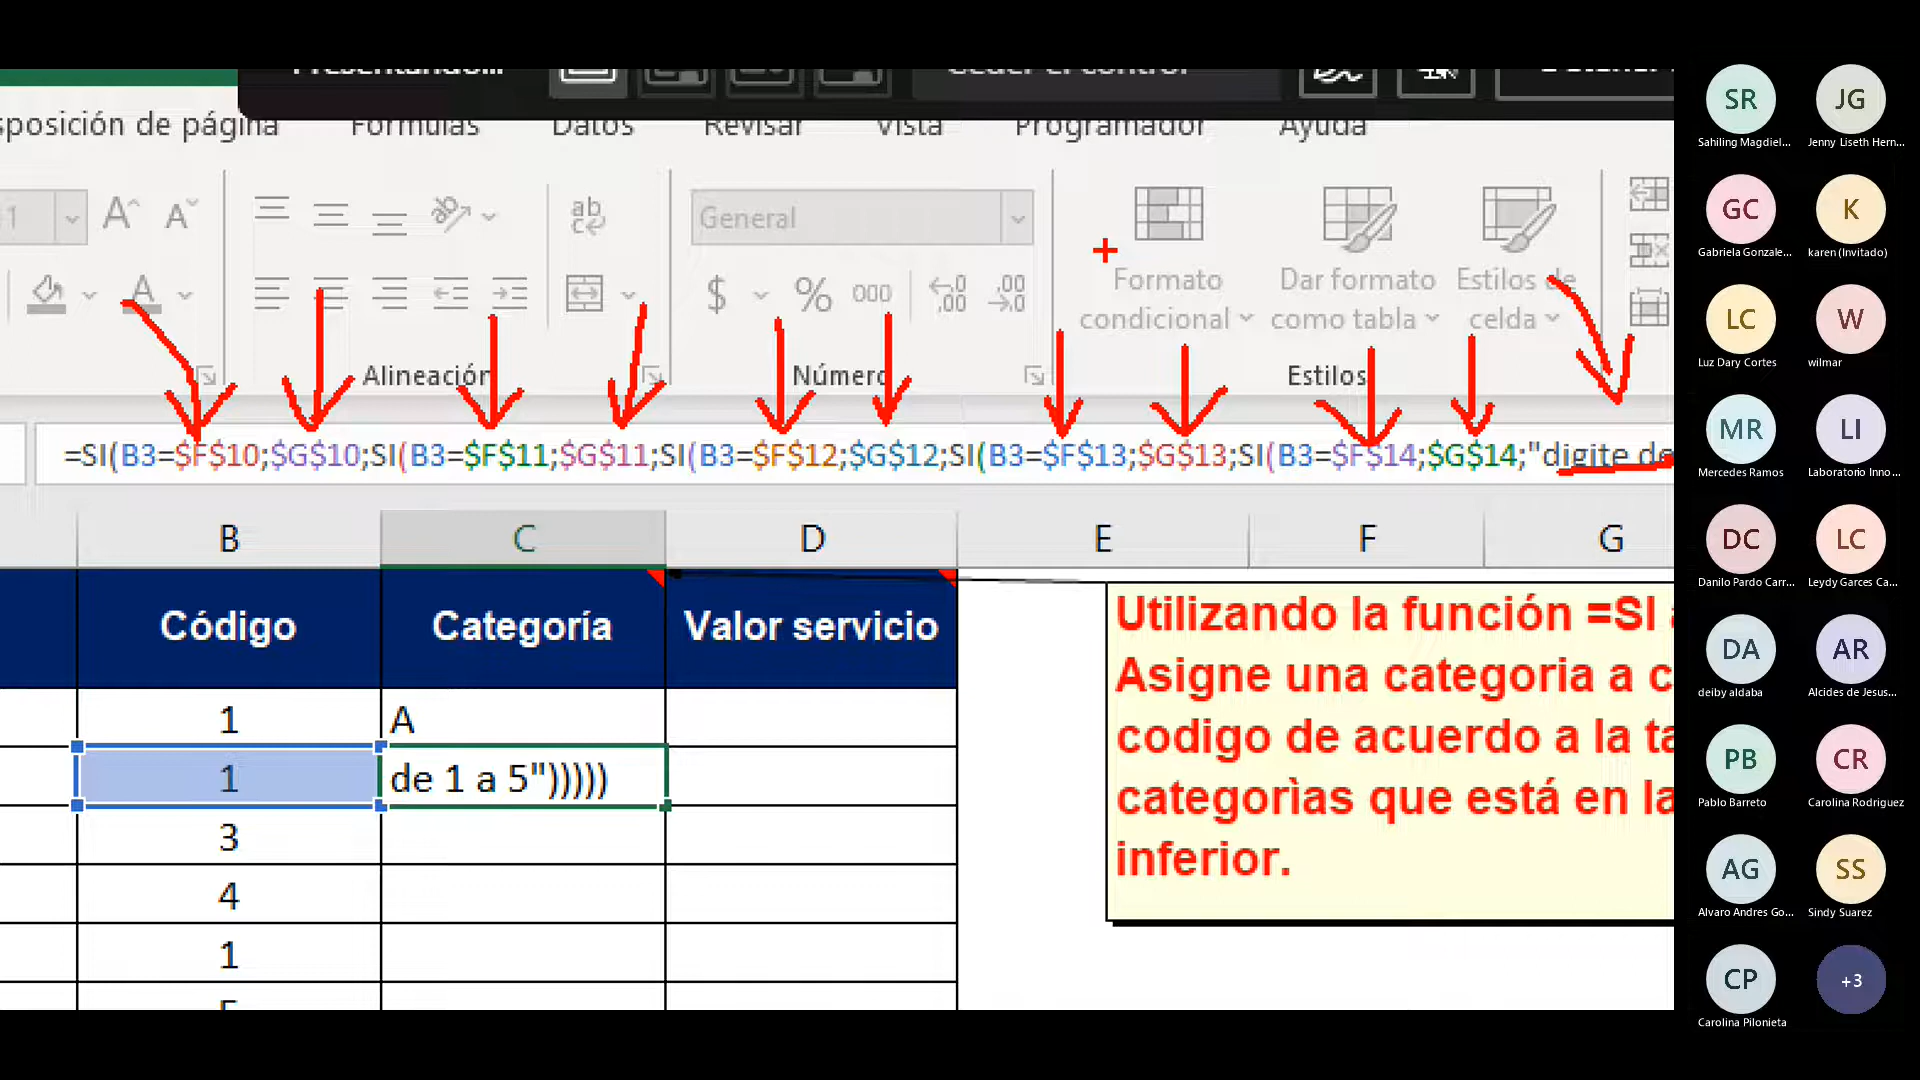 Presentando...
Ceder el control
sposición de página Fórmulas Datos Revisar Vista Programador Ayuda
General
$ % 000
Formato condicional
Dar formato como tabla
Estilos de celda
Alineación Número Estilos
=SI(B3=$F$10;$G$10;SI(B3=$F$11;$G$11;SI(B3=$F$12;$G$12;SI(B3=$F$13;$G$13;SI(B3=$F$14;$G$14;"digite de
B C D E F G
Código Categoría Valor servicio
1 A
1 de 1 a 5")))))
3
4
1
Utilizando la función =SI
Asigne una categoria a c
codigo de acuerdo a la ta
categorìas que está en la
inferior.
SR JG
Sahiling Magdiel... Jenny Liseth Hern...
GC K
Gabriela Gonzale... karen (Invitado)
LC W
Luz Dary Cortes wilmar
MR LI
Mercedes Ramos Laboratorio Inno...
DC LC
Danilo Pardo Carr... Leydy Garces Ca...
DA AR
deiby aldaba Alcides de Jesus...
PB CR
Pablo Barreto Carolina Rodriguez
AG SS
Alvaro Andres Go... Sindy Suarez
CP +3
Carolina Pilonieta